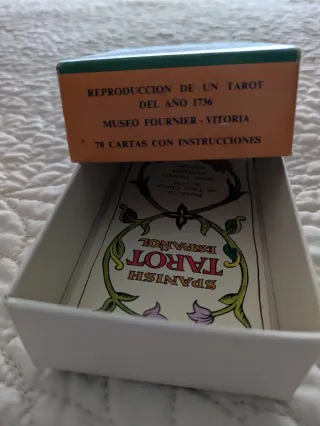 REPRODUCCION DE UN TAROT
DEL AÑO 1736
MUSEO FOURNIER - VITORIA
78 CARTAS CON INSTRUCCIONES
SPANISH
TAROT
ESPAÑOL